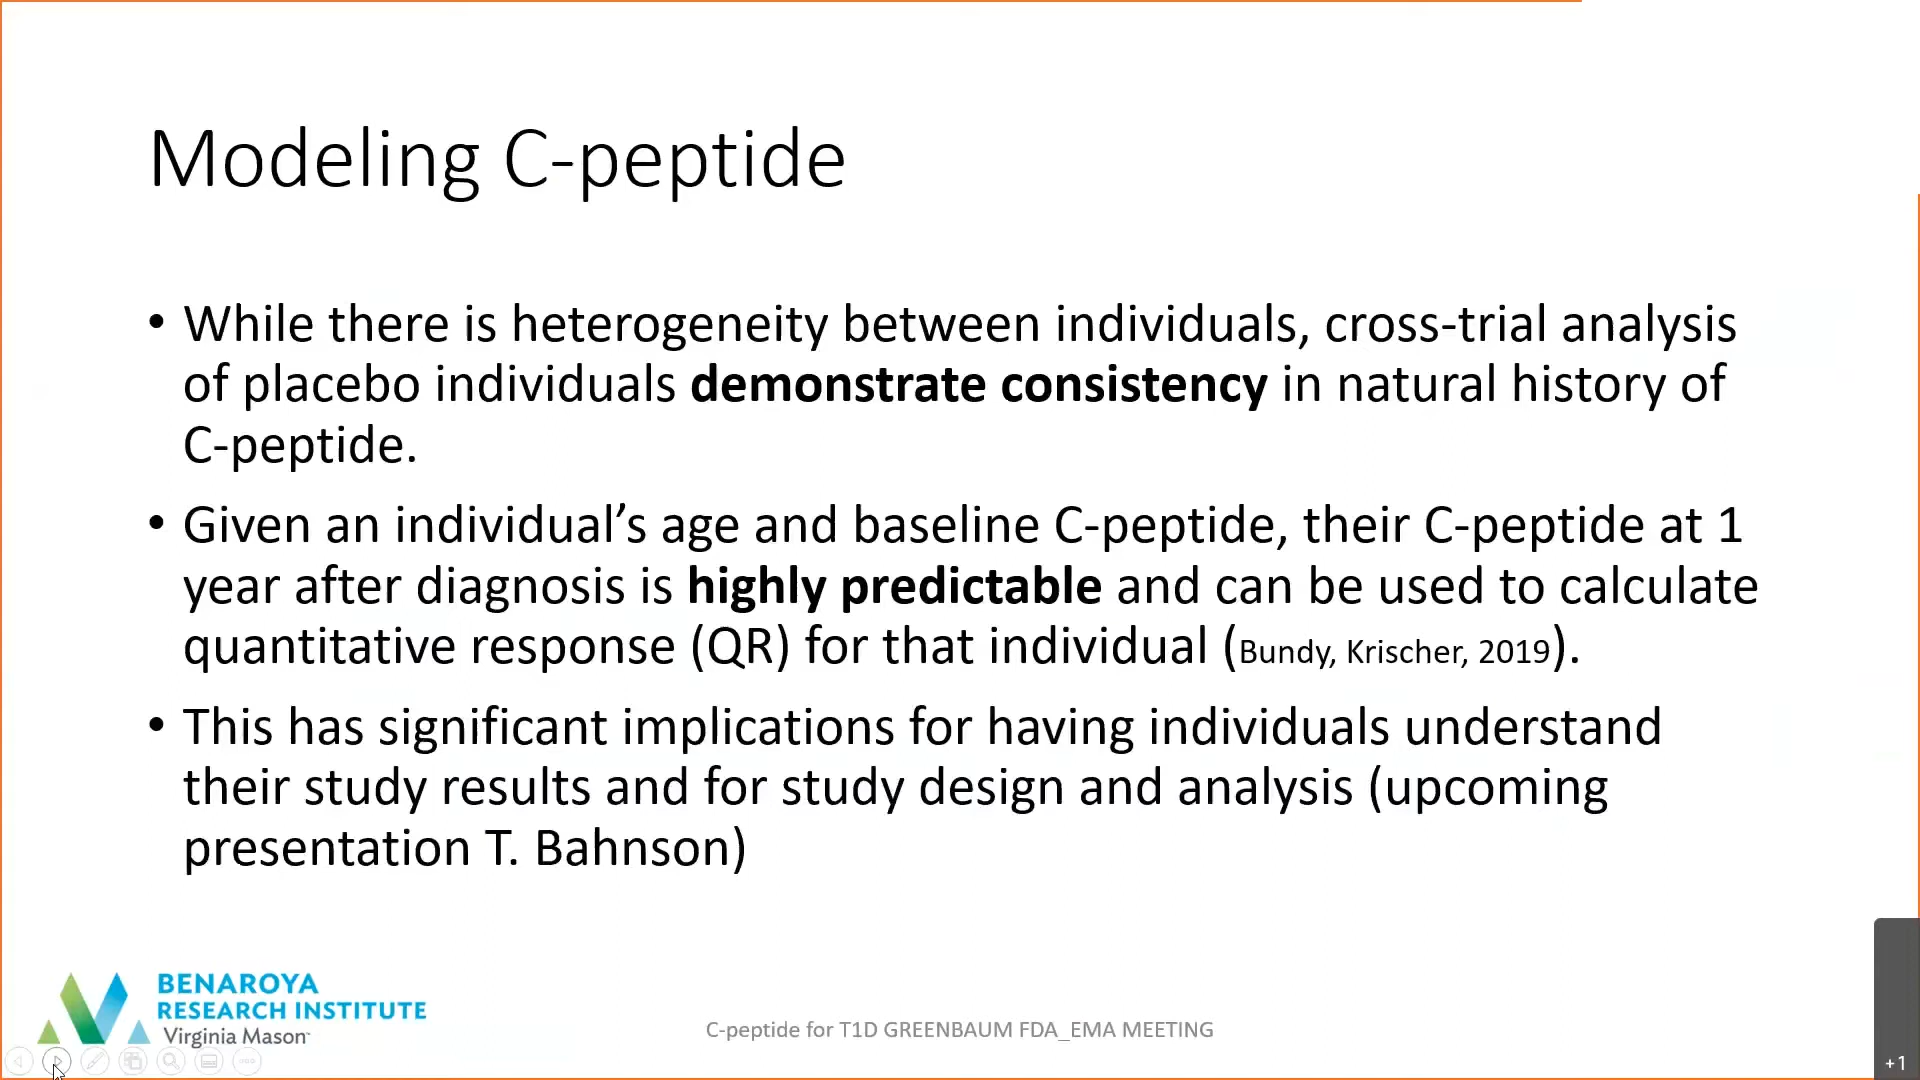 Modeling C-peptide
• While there is heterogeneity between individuals, cross-trial analysis
of placebo individuals demonstrate consistency in natural history of
C-peptide.
• Given an individual’s age and baseline C-peptide, their C-peptide at 1
year after diagnosis is highly predictable and can be used to calculate
quantitative response (QR) for that individual (Bundy, Krischer, 2019).
• This has significant implications for having individuals understand
their study results and for study design and analysis (upcoming
presentation T. Bahnson)
BENAROYA
RESEARCH INSTITUTE
Virginia Mason
C-peptide for T1D GREENBAUM FDA_EMA MEETING
+1